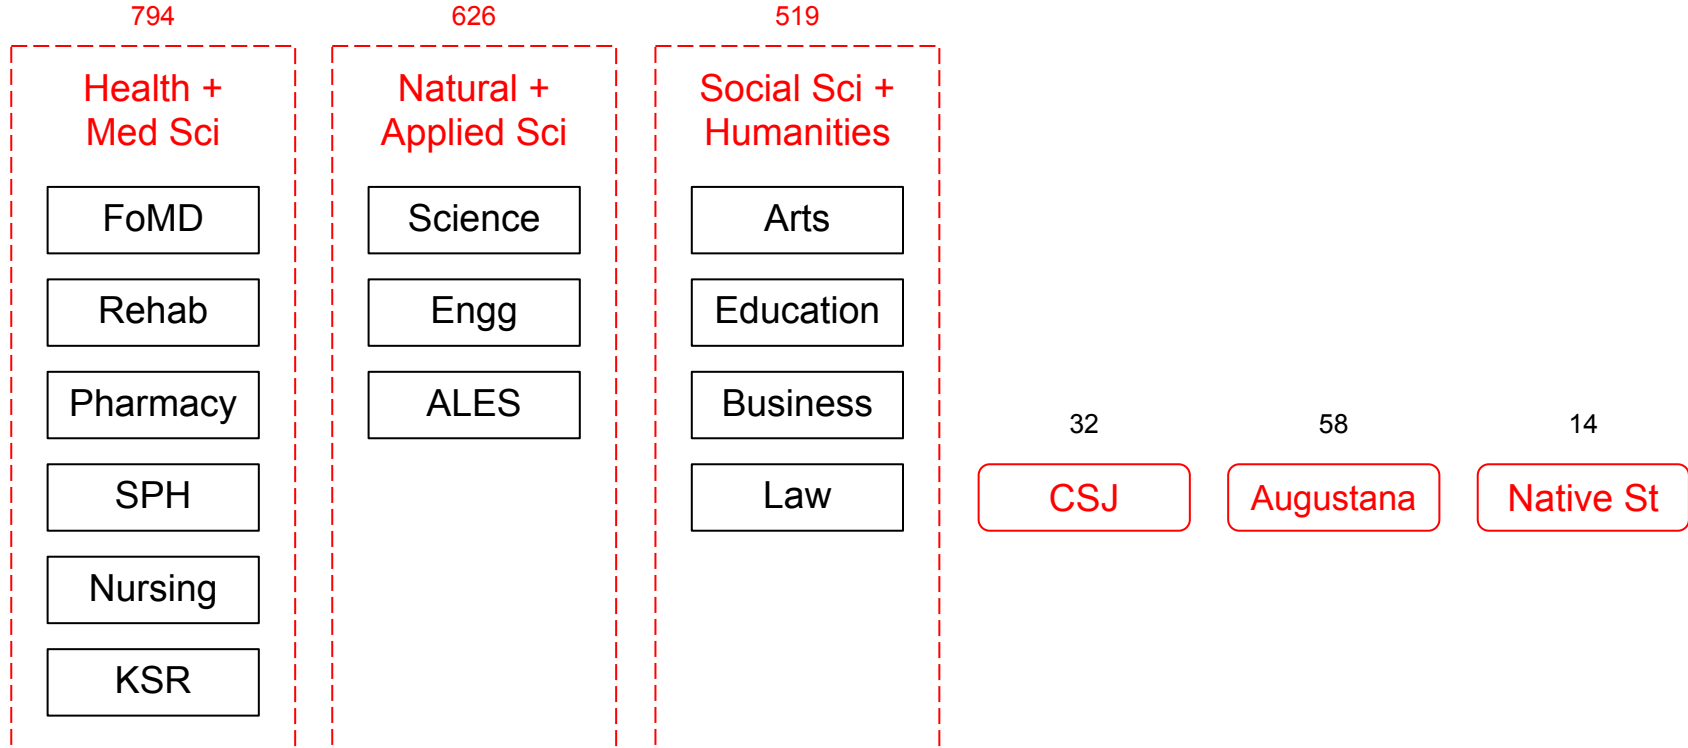 794
Health +
Med Sci
FoMD
Rehab
Pharmacy
SPH
Nursing
KSR
626
Natural +
Applied Sci
Science
Engg
ALES
519
Social Sci +
Humanities
Arts
Education
Business
Law
32
CSJ
58
Augustana
14
Native St